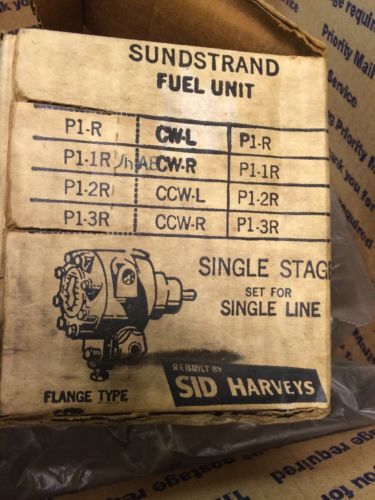 SUNDSTRAND
FUEL UNIT
P1-R CW-L P1-R
P1-1R CW-R P1-1R
P1-2R CCW-L P1-2R
P1-3R CCW-R P1-3R
SINGLE STAG
SET FOR
SINGLE LINE
REBUILT BY
SID HARVEYS
FLANGE TYPE
Priority Mail
Service